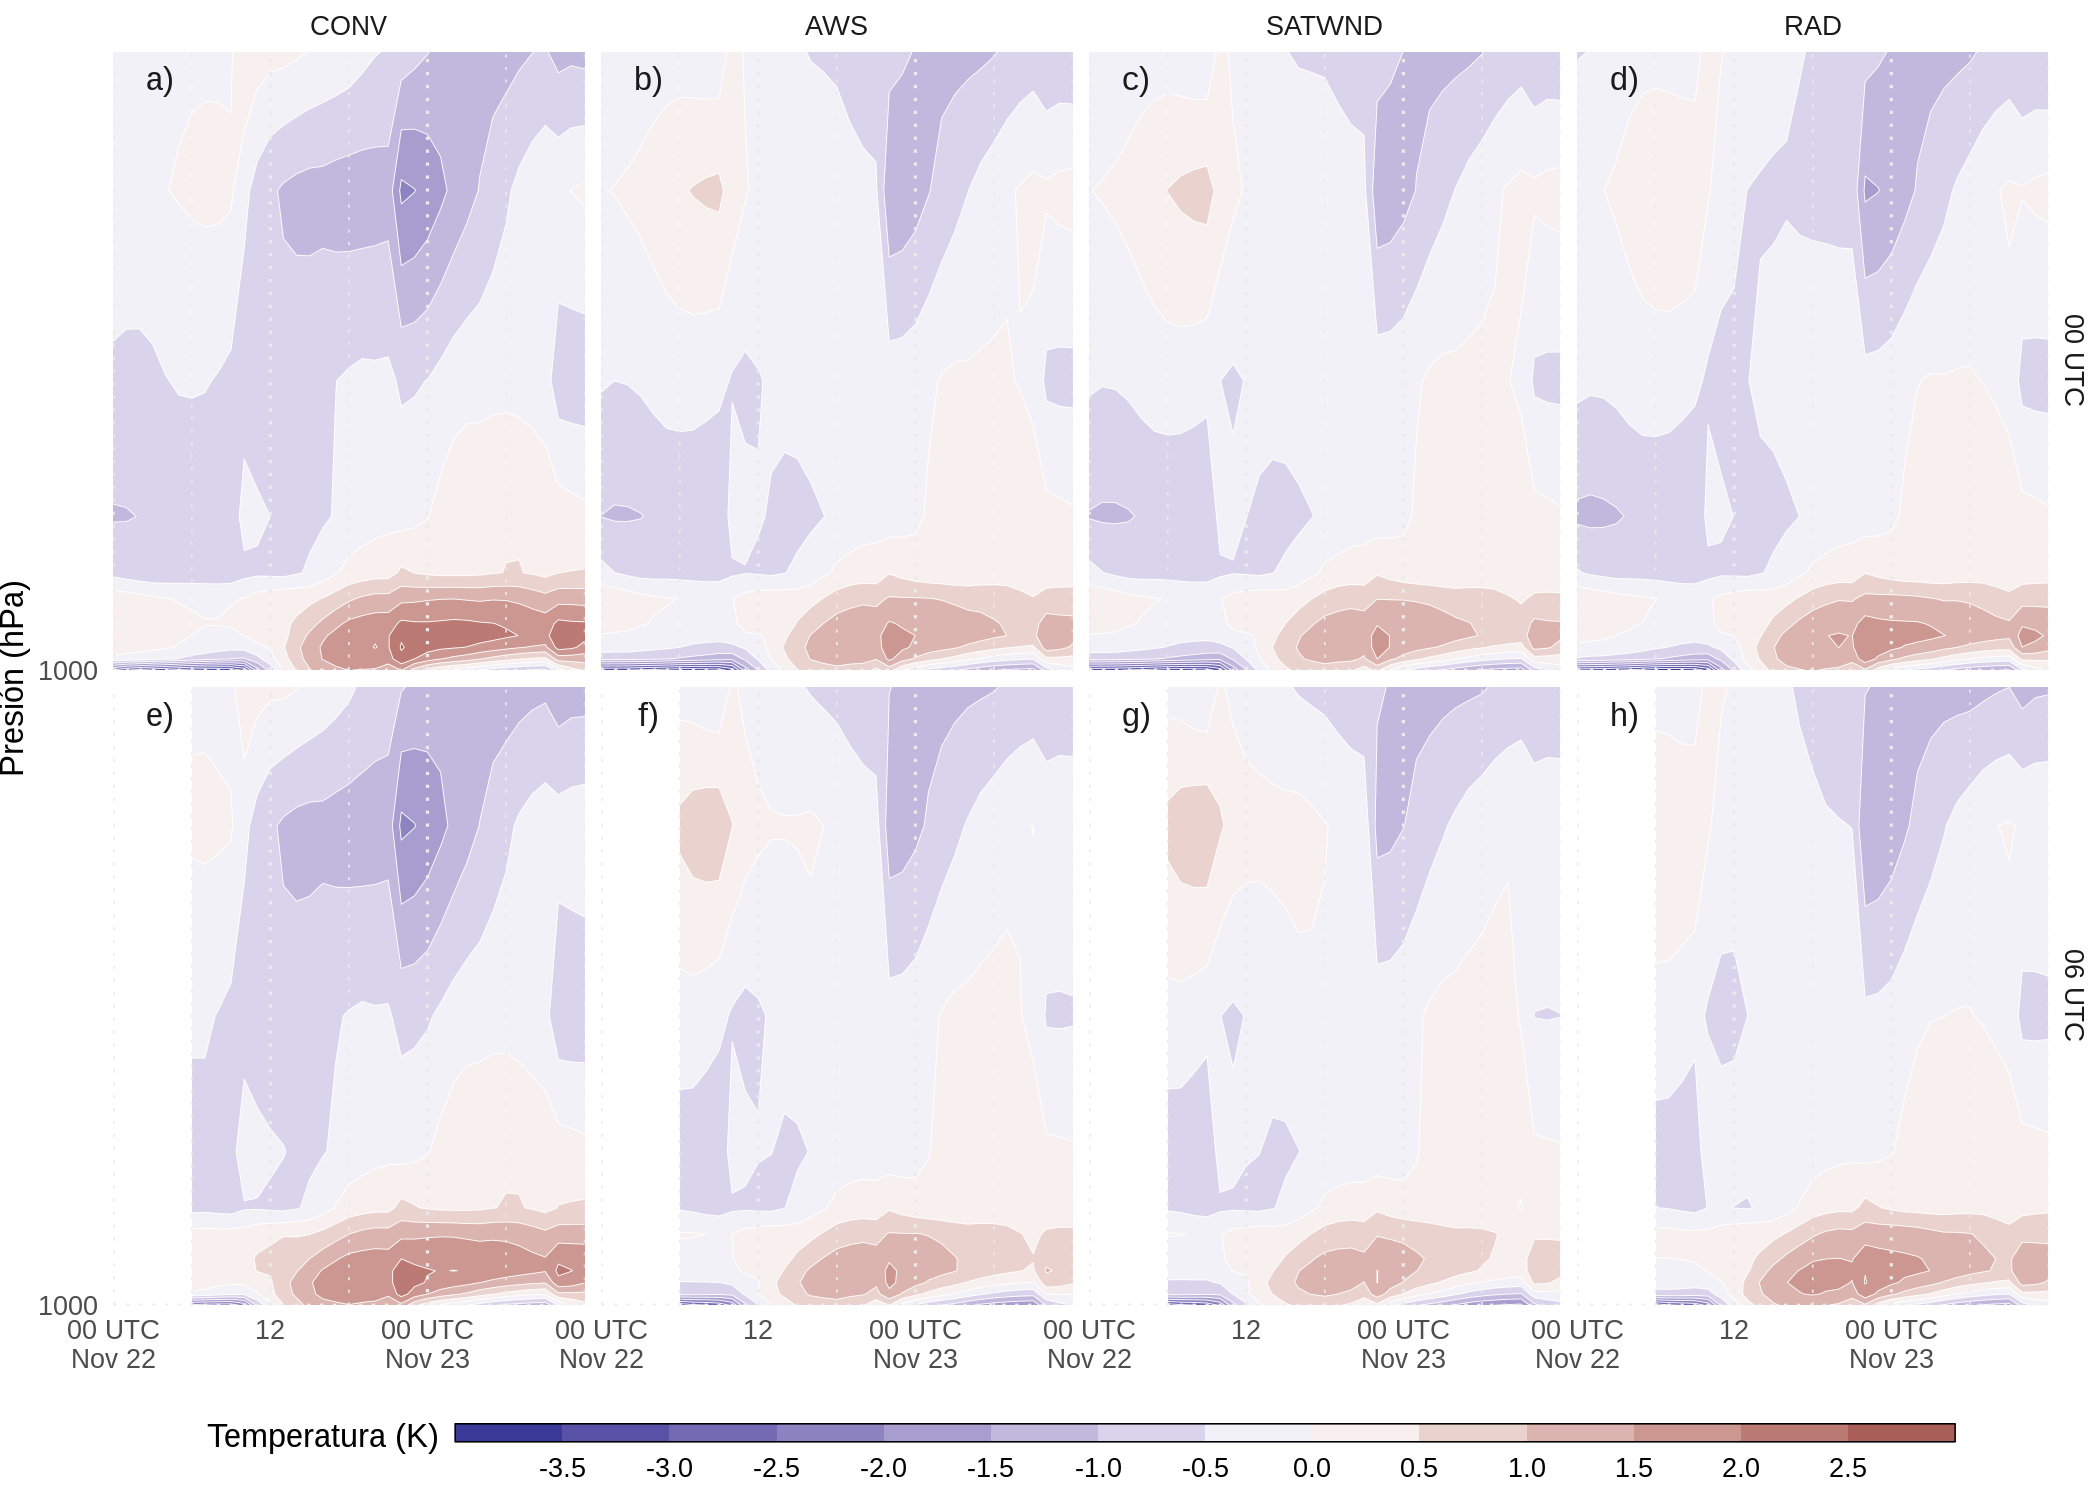 CONV AWS SATWND RAD
a) b) c) d)
00 UTC
1000
Presión (hPa)
e) f) g) h)
06 UTC
1000
00 UTC 12 00 UTC 00 UTC 12 00 UTC 00 UTC 12 00 UTC 00 UTC 12 00 UTC
Nov 22 Nov 23 Nov 22 Nov 23 Nov 22 Nov 23 Nov 22 Nov 23
Temperatura (K)
-3.5 -3.0 -2.5 -2.0 -1.5 -1.0 -0.5 0.0 0.5 1.0 1.5 2.0 2.5